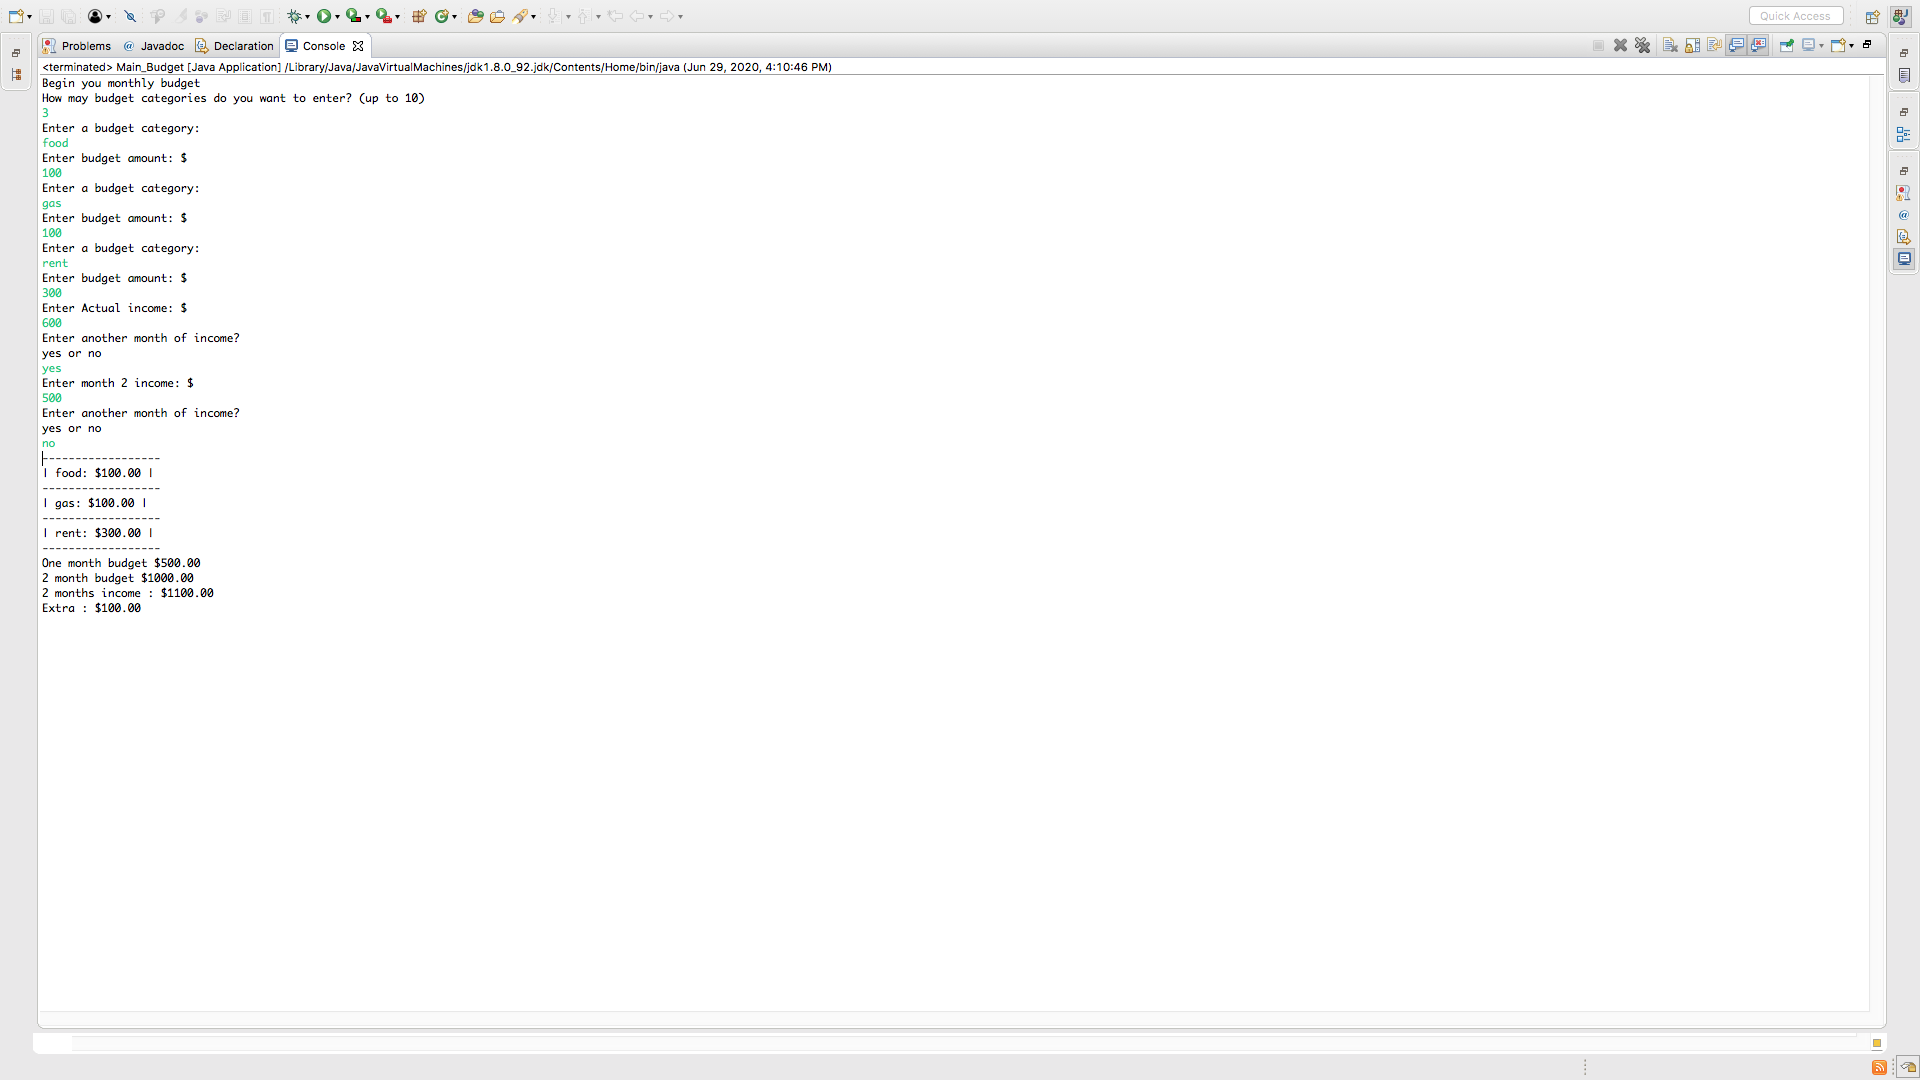 Quick Access
Problems @ Javadoc Declaration Console
<terminated> Main_Budget [Java Application] /Library/Java/JavaVirtualMachines/jdk1.8.0_92.jdk/Contents/Home/bin/java (Jun 29, 2020, 4:10:46 PM)
Begin you monthly budget
How may budget categories do you want to enter? (up to 10)
3
Enter a budget category:
food
Enter budget amount: $
100
Enter a budget category:
gas
Enter budget amount: $
100
Enter a budget category:
rent
Enter budget amount: $
300
Enter Actual income: $
600
Enter another month of income?
yes or no
yes
Enter month 2 income: $
500
Enter another month of income?
yes or no
no
------------------
| food: $100.00 |
------------------
| gas: $100.00 |
------------------
| rent: $300.00 |
------------------
One month budget $500.00
2 month budget $1000.00
2 months income : $1100.00
Extra : $100.00